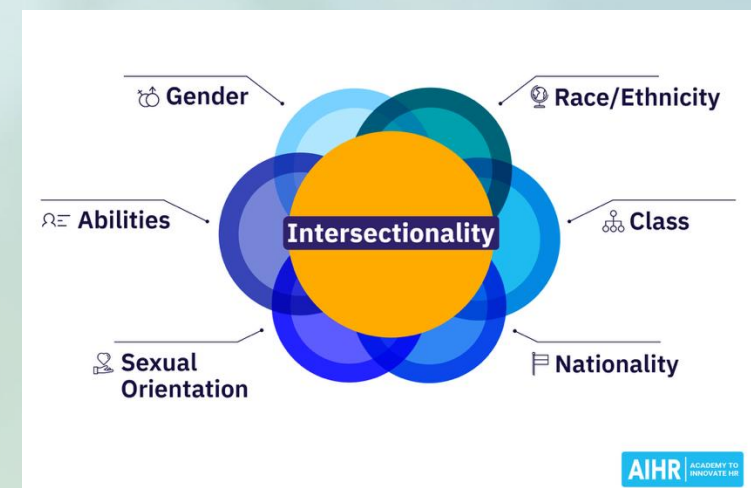 Gender
Race/Ethnicity
Abilities
Intersectionality
Class
Sexual
Orientation
Nationality
AIHR
ACADEMY TO
INNOVATE HR